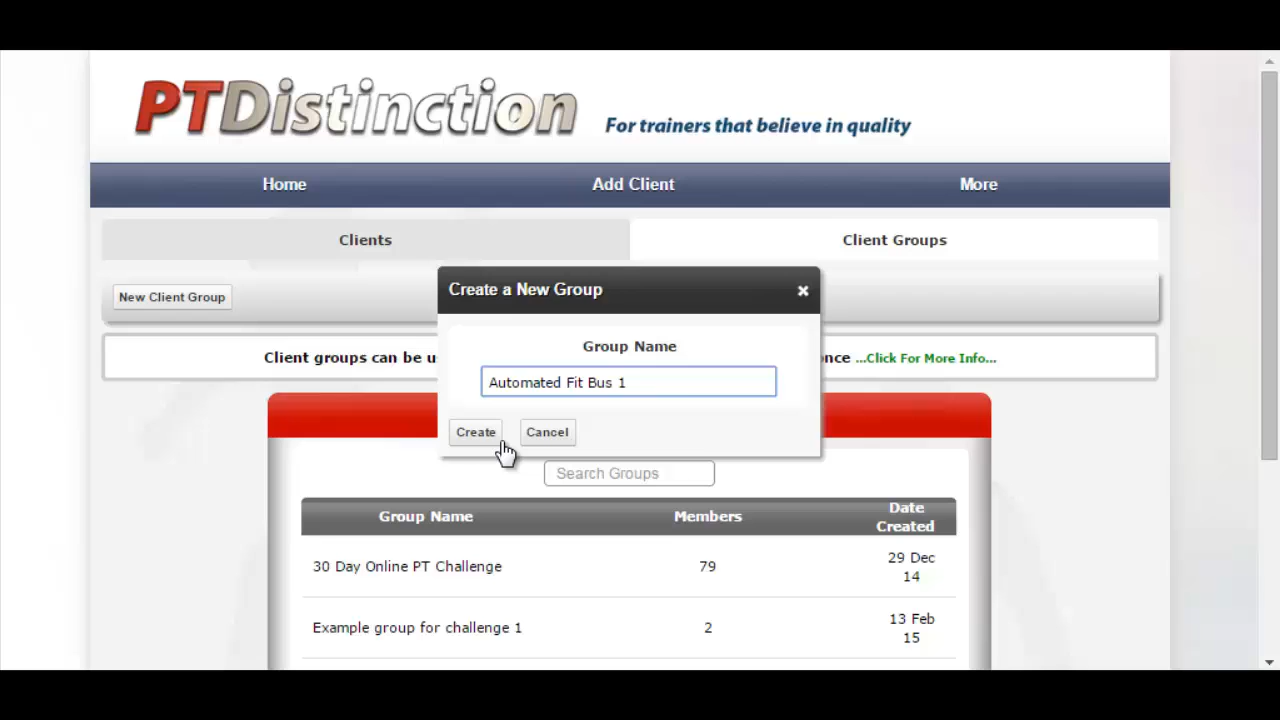 PTDistinction
For trainers that believe in quality
Home Add Client More
Clients Client Groups
New Client Group
Create a New Group
Group Name
Automated Fit Bus 1
Create Cancel
Client groups can be u
nce ...Click For More Info...
Search Groups
Group Name Members Date Created
30 Day Online PT Challenge 79 29 Dec 14
Example group for challenge 1 2 13 Feb 15